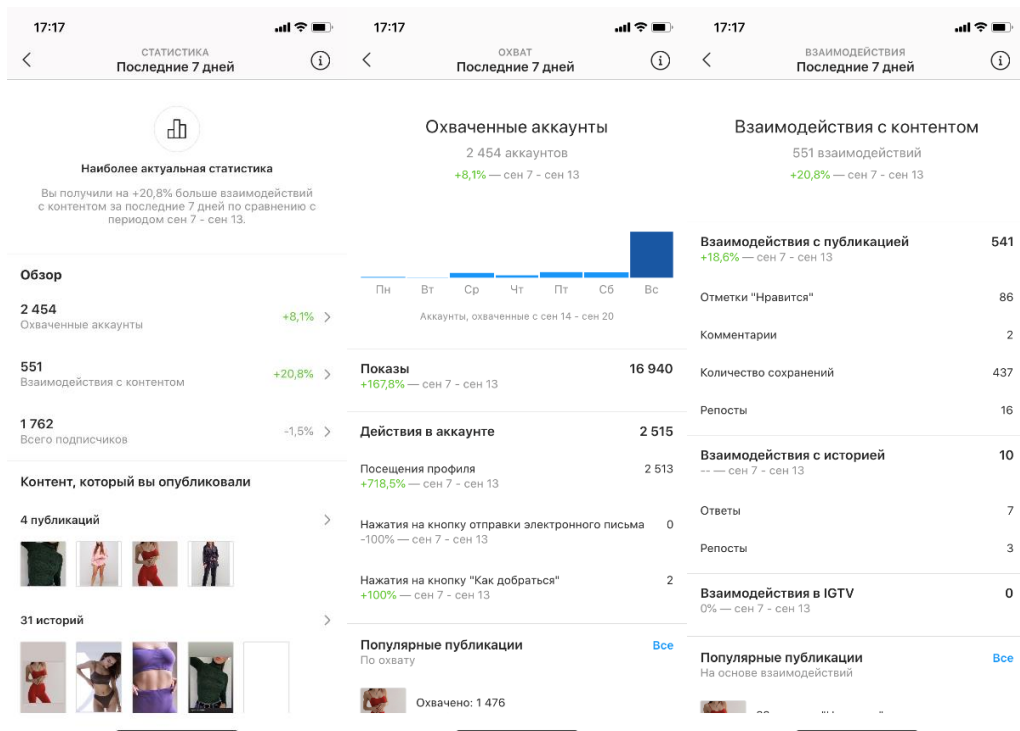 17:17
СТАТИСТИКА
Последние 7 дней
Наиболее актуальная статистика
Вы получили на +20,8% больше взаимодействий
с контентом за последние 7 дней по сравнению с
периодом сен 7 - сен 13.
Обзор
2 454
Охваченные аккаунты
+8,1%
551
Взаимодействия с контентом
+20,8%
1 762
Всего подписчиков
-1,5%
Контент, который вы опубликовали
4 публикаций
31 историй
17:17
ОХВАТ
Последние 7 дней
Охваченные аккаунты
2 454 аккаунтов
+8,1% — сен 7 - сен 13
Пн Вт Ср Чт Пт Сб Вс
Аккаунты, охваченные с сен 14 - сен 20
Показы 16 940
+167,8% — сен 7 - сен 13
Действия в аккаунте 2 515
Посещения профиля 2 513
+718,5% — сен 7 - сен 13
Нажатия на кнопку отправки электронного письма 0
-100% — сен 7 - сен 13
Нажатия на кнопку "Как добраться" 2
+100% — сен 7 - сен 13
Популярные публикации Все
По охвату
Охвачено: 1 476
17:17
ВЗАИМОДЕЙСТВИЯ
Последние 7 дней
Взаимодействия с контентом
551 взаимодействий
+20,8% — сен 7 - сен 13
Взаимодействия с публикацией 541
+18,6% — сен 7 - сен 13
Отметки "Нравится" 86
Комментарии 2
Количество сохранений 437
Репосты 16
Взаимодействия с историей 10
-- — сен 7 - сен 13
Ответы 7
Репосты 3
Взаимодействия в IGTV 0
0% — сен 7 - сен 13
Популярные публикации Все
На основе взаимодействий